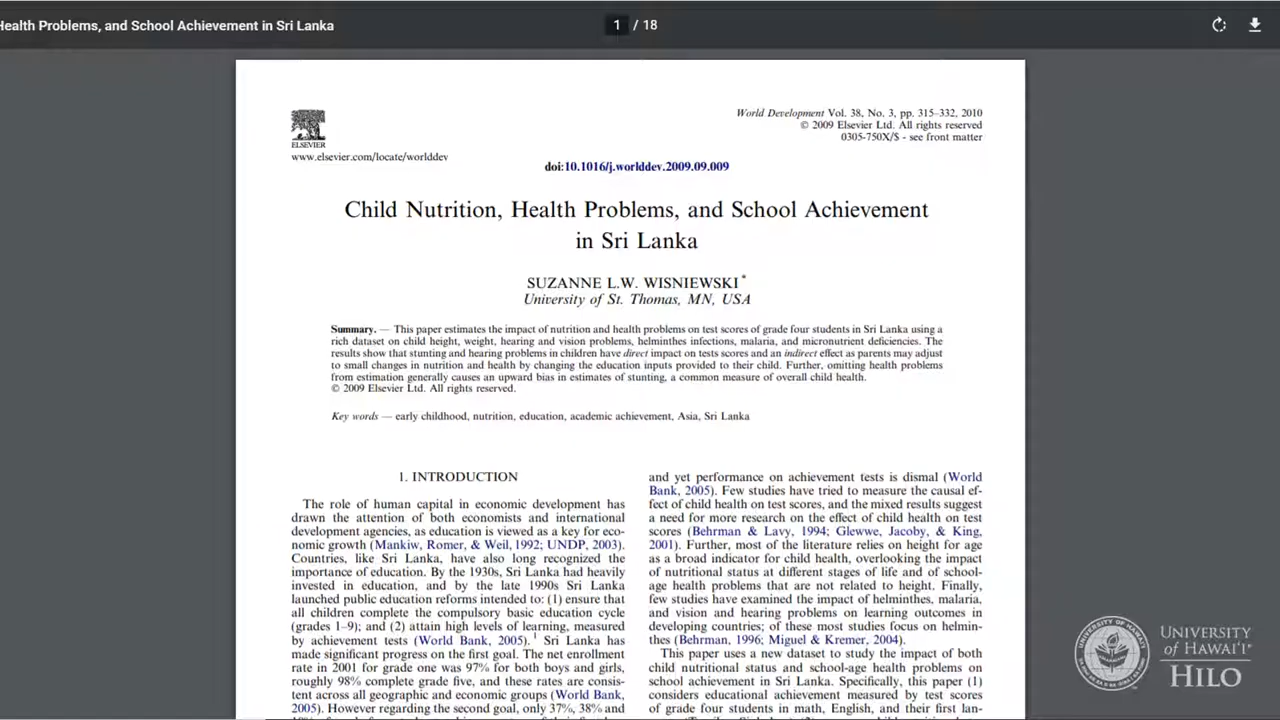 Health Problems, and School Achievement in Sri Lanka
1 / 18
ELSEVIER
www.elsevier.com/locate/worlddev
World Development Vol. 38, No. 3, pp. 315–332, 2010
© 2009 Elsevier Ltd. All rights reserved
0305-750X/$ - see front matter
doi:10.1016/j.worlddev.2009.09.009
Child Nutrition, Health Problems, and School Achievement
in Sri Lanka
SUZANNE L.W. WISNIEWSKI*
University of St. Thomas, MN, USA
Summary. — This paper estimates the impact of nutrition and health problems on test scores of grade four students in Sri Lanka using a
rich dataset on child height, weight, hearing and vision problems, helminthes infections, malaria, and micronutrient deficiencies. The
results show that stunting and hearing problems in children have direct impact on tests scores and an indirect effect as parents may adjust
to small changes in nutrition and health by changing the education inputs provided to their child. Further, omitting health problems
from estimation generally causes an upward bias in estimates of stunting, a common measure of overall child health.
© 2009 Elsevier Ltd. All rights reserved.
Key words — early childhood, nutrition, education, academic achievement, Asia, Sri Lanka
1. INTRODUCTION
The role of human capital in economic development has
drawn the attention of both economists and international
development agencies, as education is viewed as a key for eco-
nomic growth (Mankiw, Romer, & Weil, 1992; UNDP, 2003).
Countries, like Sri Lanka, have also long recognized the
importance of education. By the 1930s, Sri Lanka had heavily
invested in education, and by the late 1990s Sri Lanka
launched public education reforms intended to: (1) ensure that
all children complete the compulsory basic education cycle
(grades 1–9); and (2) attain high levels of learning, measured
by achievement tests (World Bank, 2005).1 Sri Lanka has
made significant progress on the first goal. The net enrollment
rate in 2001 for grade one was 97% for both boys and girls,
roughly 98% complete grade five, and these rates are consis-
tent across all geographic and economic groups (World Bank,
2005). However regarding the second goal, only 37%, 38% and
and yet performance on achievement tests is dismal (World
Bank, 2005). Few studies have tried to measure the causal ef-
fect of child health on test scores, and the mixed results suggest
a need for more research on the effect of child health on test
scores (Behrman & Lavy, 1994; Glewwe, Jacoby, & King,
2001). Further, most of the literature relies on height for age
as a broad indicator for child health, overlooking the impact
of nutritional status at different stages of life and of school-
age health problems that are not related to height. Finally,
few studies have examined the impact of helminthes, malaria,
and vision and hearing problems on learning outcomes in
developing countries; of these most studies focus on helmin-
thes (Behrman, 1996; Miguel & Kremer, 2004).
This paper uses a new dataset to study the impact of both
child nutritional status and school-age health problems on
school achievement in Sri Lanka. Specifically, this paper (1)
considers educational achievement measured by test scores
of grade four students in math, English, and their first lan-
UNIVERSITY
of HAWAI‘I
HILO